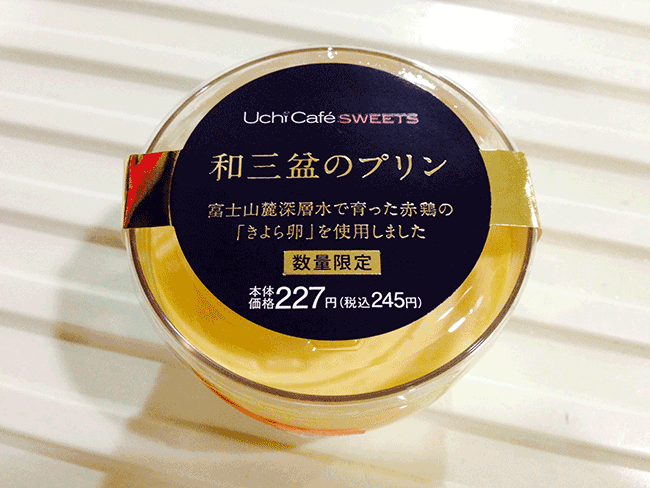 Uchi Café SWEETS
和三盆のプリン
富士山麓深層水で育った赤鶏の
「きよら卵」を使用しました
数量限定
本体価格227円(税込245円)